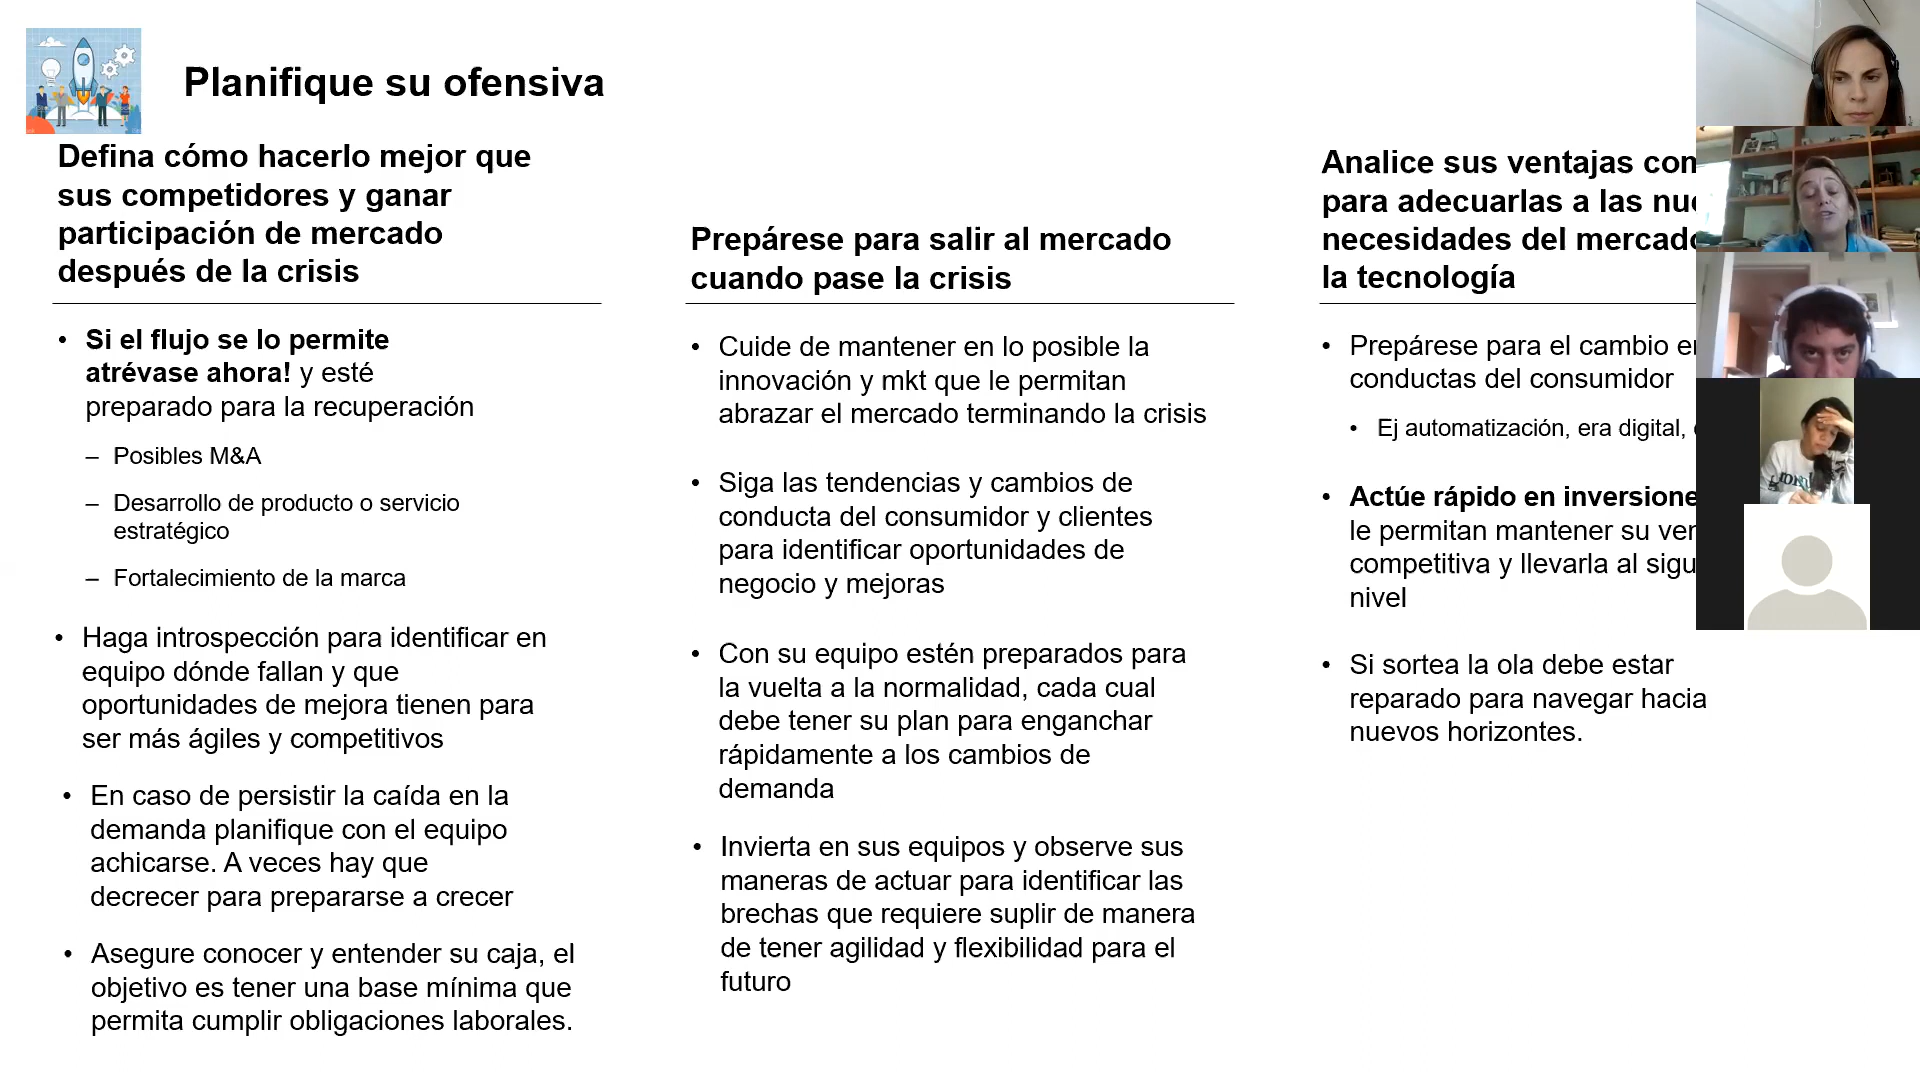 Planifique su ofensiva
Defina cómo hacerlo mejor que
sus competidores y ganar
participación de mercado
después de la crisis
• Si el flujo se lo permite
atrévase ahora! y esté
preparado para la recuperación
– Posibles M&A
– Desarrollo de producto o servicio
estratégico
– Fortalecimiento de la marca
• Haga introspección para identificar en
equipo dónde fallan y que
oportunidades de mejora tienen para
ser más ágiles y competitivos
• En caso de persistir la caída en la
demanda planifique con el equipo
achicarse. A veces hay que
decrecer para prepararse a crecer
• Asegure conocer y entender su caja, el
objetivo es tener una base mínima que
permita cumplir obligaciones laborales.
Prepárese para salir al mercado
cuando pase la crisis
• Cuide de mantener en lo posible la
innovación y mkt que le permitan
abrazar el mercado terminando la crisis
• Siga las tendencias y cambios de
conducta del consumidor y clientes
para identificar oportunidades de
negocio y mejoras
• Con su equipo estén preparados para
la vuelta a la normalidad, cada cual
debe tener su plan para enganchar
rápidamente a los cambios de
demanda
• Invierta en sus equipos y observe sus
maneras de actuar para identificar las
brechas que requiere suplir de manera
de tener agilidad y flexibilidad para el
futuro
Analice sus ventajas
para adecuarlas a las
necesidades del mercado
la tecnología
• Prepárese para el cambio
conductas del consumidor
• Ej automatización, era digital,
• Actúe rápido en
le permitan mantener su
competitiva y llevarla al
nivel
• Si sortea la ola debe estar
reparado para navegar hacia
nuevos horizontes.